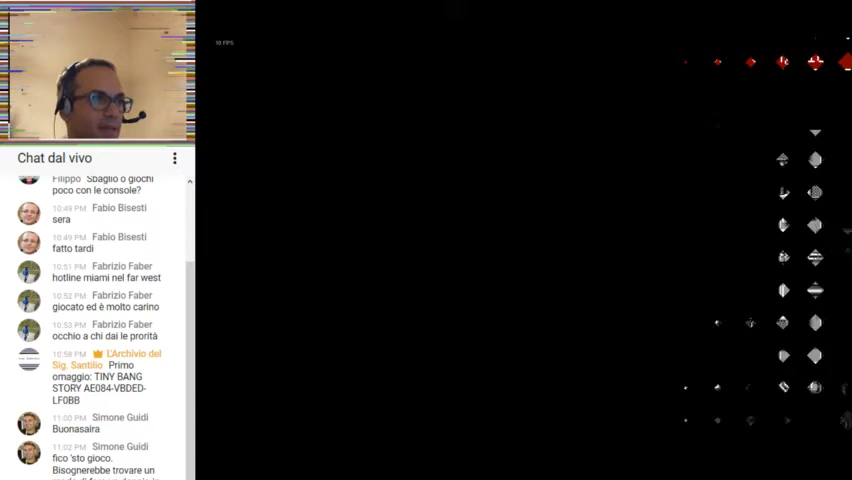 10 FPS
Chat dal vivo
Filippo Sbaglio o giochi
poco con le console?
10:49 PM Fabio Bisesti
sera
10:49 PM Fabio Bisesti
fatto tardi
10:51 PM Fabrizio Faber
hotline miami nel far west
10:52 PM Fabrizio Faber
giocato ed è molto carino
10:53 PM Fabrizio Faber
occhio a chi dai le prorità
10:58 PM L'Archivio del
Sig. Santilio Primo
omaggio: TINY BANG
STORY AE084-VBDED-
LF0BB
11:00 PM Simone Guidi
Buonasaira
11:02 PM Simone Guidi
fico 'sto gioco.
Bisognerebbe trovare un